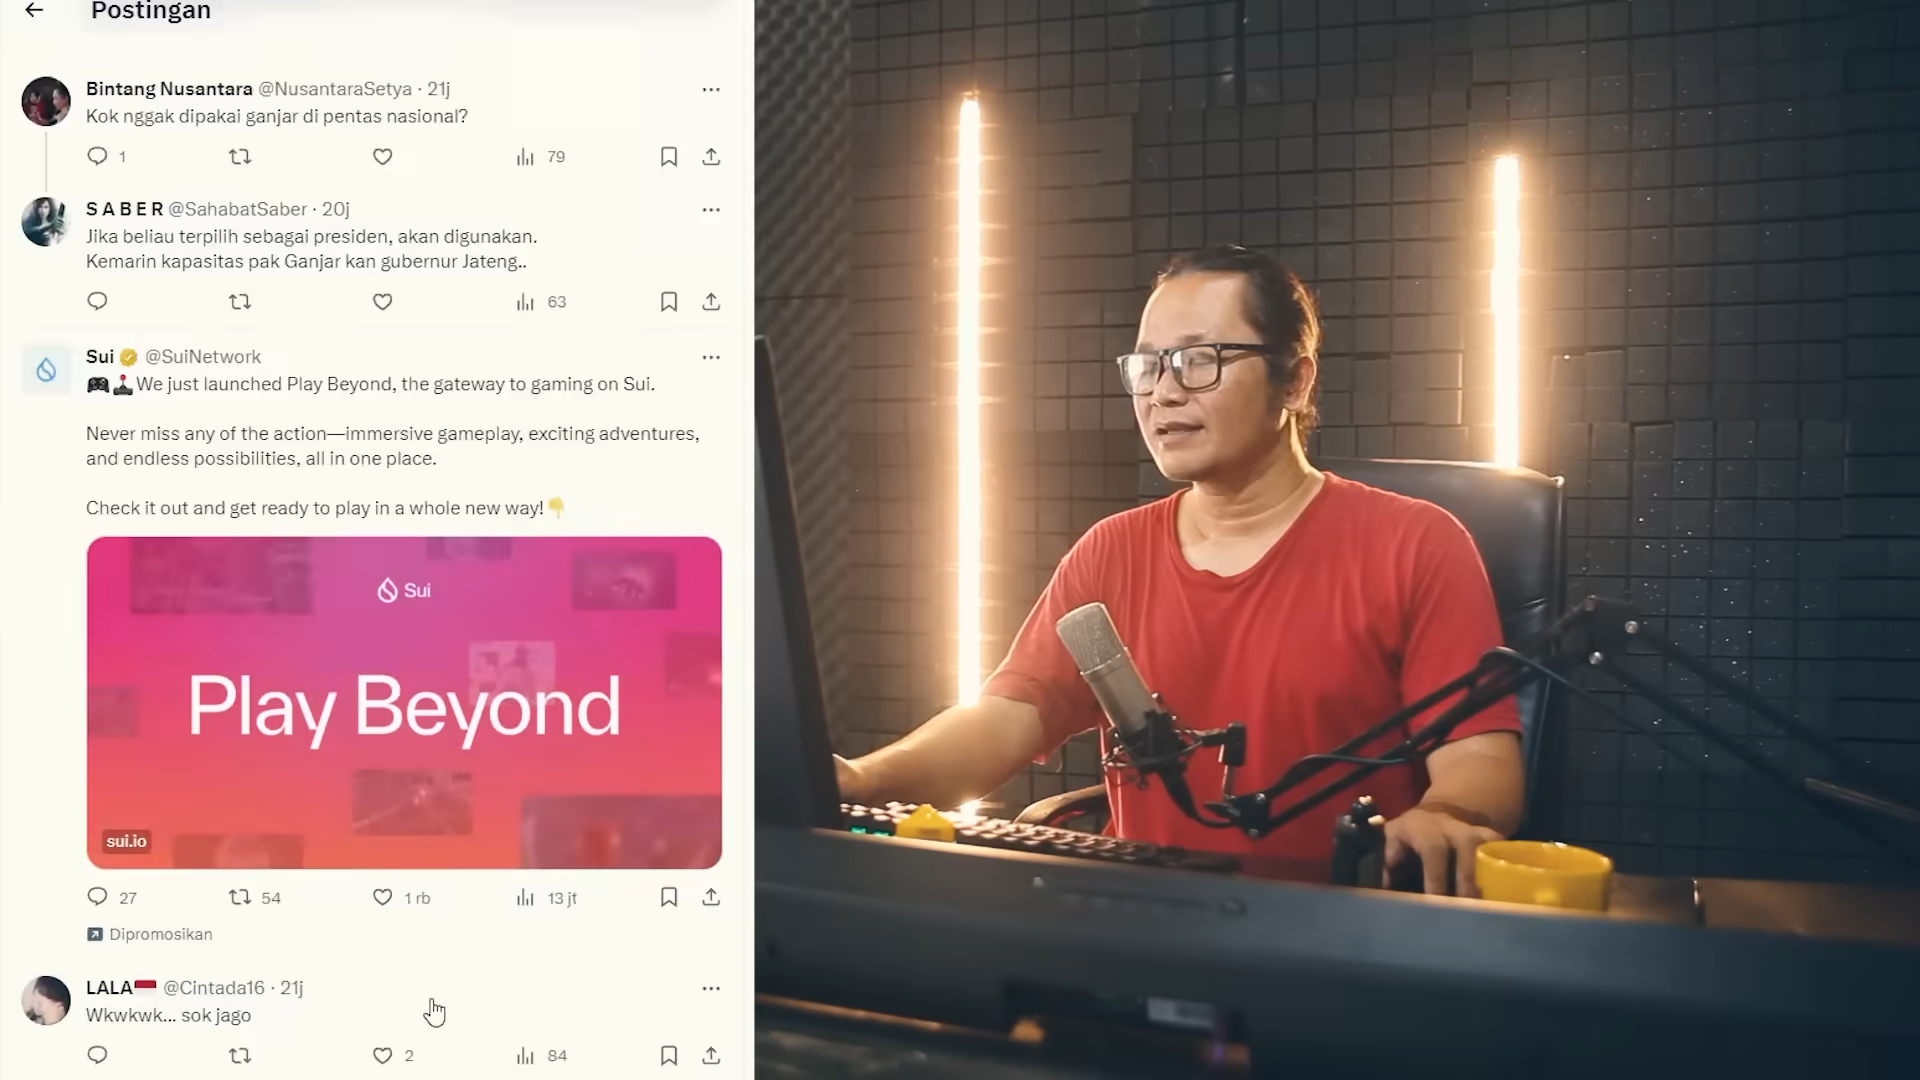 Postingan
Bintang Nusantara @NusantaraSetya · 21j
Kok nggak dipakai ganjar di pentas nasional?
1 79
S A B E R @SahabatSaber · 20j
Jika beliau terpilih sebagai presiden, akan digunakan.
Kemarin kapasitas pak Ganjar kan gubernur Jateng..
63
Sui @SuiNetwork
🎮🕹️We just launched Play Beyond, the gateway to gaming on Sui.
Never miss any of the action—immersive gameplay, exciting adventures,
and endless possibilities, all in one place.
Check it out and get ready to play in a whole new way!👇
Sui
Play Beyond
sui.io
27 54 1 rb 13 jt
Dipromosikan
LALA🇮🇩 @Cintada16 · 21j
Wkwkwk... sok jago
2 84